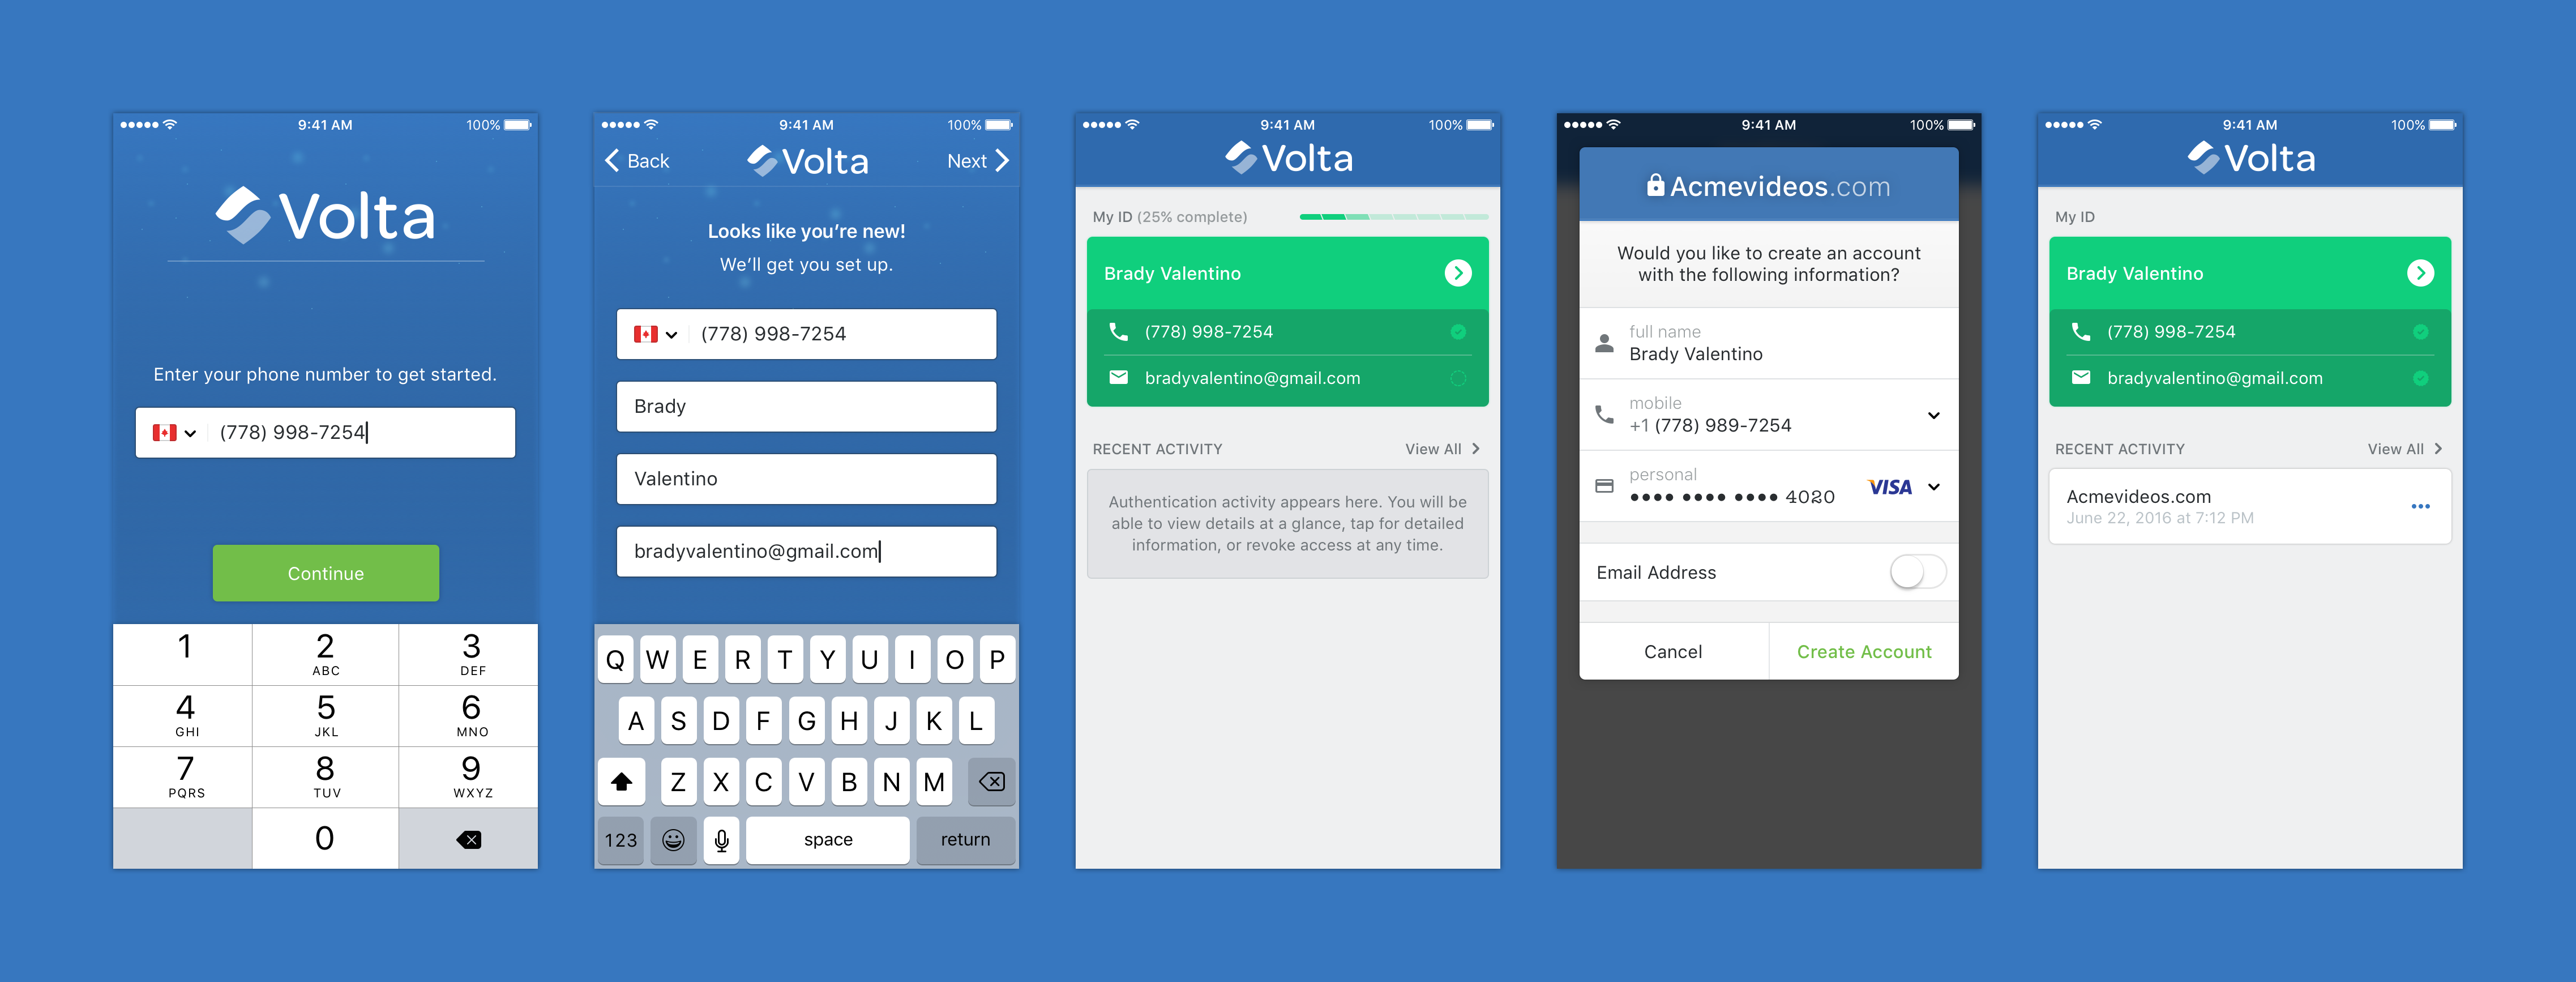 9:41 AM
100%
Volta
Enter your phone number to get started.
(778) 998-7254
Continue
1
2
3
ABC
DEF
4
5
6
GHI
JKL
MNO
7
8
9
PQRS
TUV
WXYZ
0
9:41 AM
100%
Back
Volta
Next
Looks like you’re new!
We’ll get you set up.
(778) 998-7254
Brady
Valentino
bradyvalentino@gmail.com
Q W E R T Y U I O P
A S D F G H J K L
Z X C V B N M
123
space
return
9:41 AM
100%
Volta
My ID (25% complete)
Brady Valentino
(778) 998-7254
bradyvalentino@gmail.com
RECENT ACTIVITY
View All
Authentication activity appears here. You will be
able to view details at a glance, tap for detailed
information, or revoke access at any time.
9:41 AM
100%
Acmevideos.com
Would you like to create an account
with the following information?
full name
Brady Valentino
mobile
+1 (778) 989-7254
personal
•••• •••• •••• 4020
VISA
Email Address
Cancel
Create Account
9:41 AM
100%
Volta
My ID
Brady Valentino
(778) 998-7254
bradyvalentino@gmail.com
RECENT ACTIVITY
View All
Acmevideos.com
June 22, 2016 at 7:12 PM